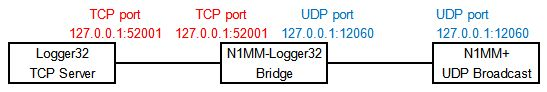 TCP port
127.0.0.1:52001
TCP port
127.0.0.1:52001
UDP port
127.0.0.1:12060
UDP port
127.0.0.1:12060
Logger32
TCP Server
N1MM-Logger32
Bridge
N1MM+
UDP Broadcast